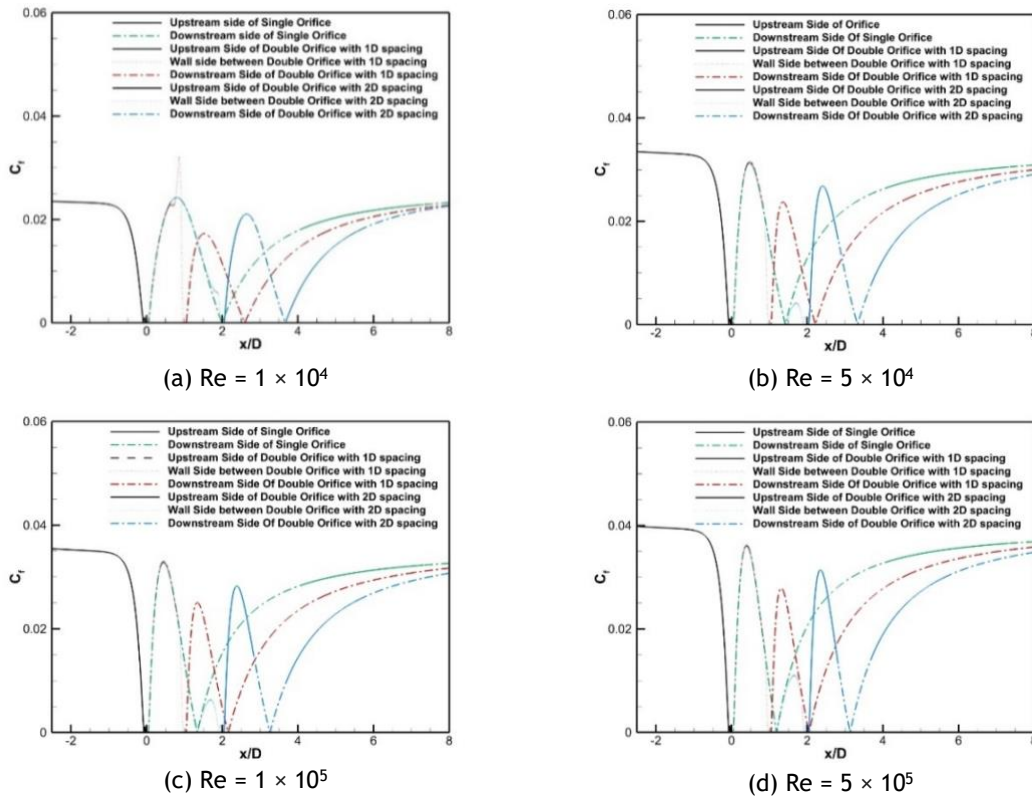 0.06
Upstream side of Single Orifice
Downstream Side of Single Orifice
Upstream Side of Double Orifice with 1D spacing
Wall side between Double Orifice with 1D spacing
Downstream Side of Double Orifice with 1D spacing
Upstream Side of Double Orifice with 2D spacing
Wall Side between Double Orifice with 2D spacing
Downstream side of Double Orifice with 2D spacing
0.04
Cf
0.02
0
-2 0 2 4 6 8
x/D
(a) Re = 1 × 10⁴
0.06
Upstream Side of Orifice
Downstream Side Of Single Orifice
Upstream Side Of Double Orifice with 1D spacing
Wall Side between Double Orifice with 1D spacing
Downstream Side Of Double Orifice with 1D spacing
Upstream Side Of Double Orifice with 2D spacing
Wall Side between Double Orifice with 2D spacing
Downstream Side Of Double Orifice with 2D spacing
0.04
Cf
0.02
0
-2 0 2 4 6 8
x/D
(b) Re = 5 × 10⁴
0.06
Upstream Side of Single Orifice
Downstream Side of Single Orifice
Upstream Side of Double Orifice with 1D spacing
Wall Side between Double Orifice with 1D spacing
Downstream Side Of Double Orifice with 1D spacing
Upstream Side of Double Orifice with 2D spacing
Wall Side between Double Orifice with 2D spacing
Downstream Side Of Double Orifice with 2D spacing
0.04
Cf
0.02
0
-2 0 2 4 6 8
x/D
(c) Re = 1 × 10⁵
0.06
Upstream Side of Single Orifice
Downstream Side of Single Orifice
Upstream Side of Double Orifice with 1D spacing
Wall Side between Double Orifice with 1D spacing
Downstream Side Of Double Orifice with 1D spacing
Upstream Side of Double Orifice with 2D spacing
Wall Side between Double Orifice with 2D spacing
Downstream Side of Double Orifice with 2D spacing
0.04
Cf
0.02
0
-2 0 2 4 6 8
x/D
(d) Re = 5 × 10⁵